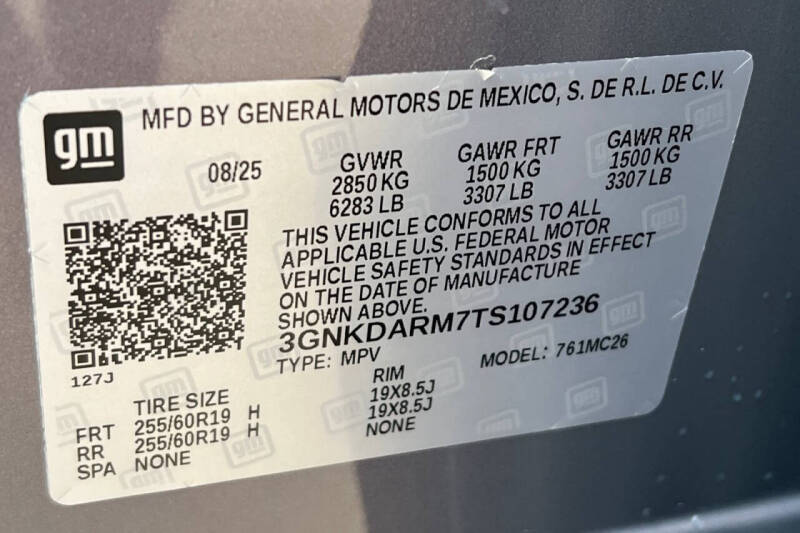 gm
MFD BY GENERAL MOTORS DE MEXICO, S. DE R.L. DE C.V.
08/25
GVWR
2850 KG
6283 LB
GAWR FRT
1500 KG
3307 LB
GAWR RR
1500 KG
3307 LB
THIS VEHICLE CONFORMS TO ALL
APPLICABLE U.S. FEDERAL MOTOR
VEHICLE SAFETY STANDARDS IN EFFECT
ON THE DATE OF MANUFACTURE
SHOWN ABOVE.
3GNKDARM7TS107236
TYPE: MPV
MODEL: 761MC26
127J
TIRE SIZE
RIM
FRT 255/60R19 H 19X8.5J
RR 255/60R19 H 19X8.5J
SPA NONE NONE